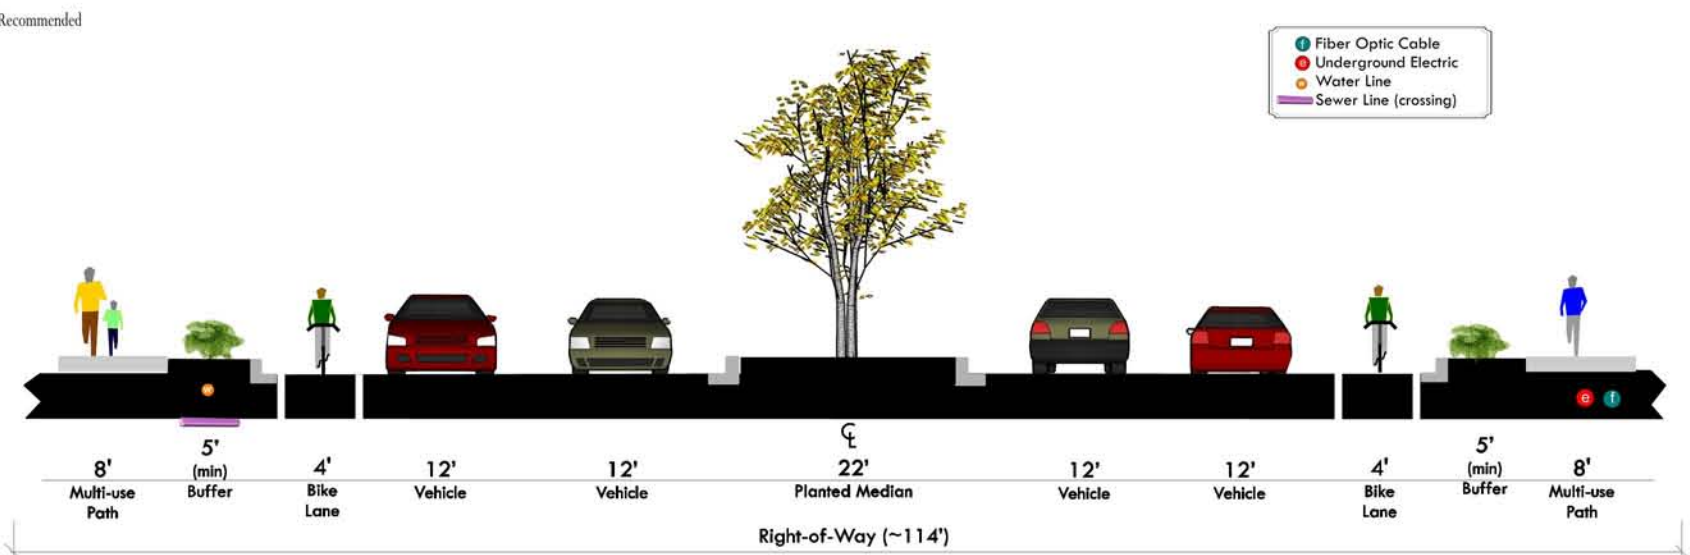 Recommended
f Fiber Optic Cable
e Underground Electric
w Water Line
Sewer Line (crossing)
w
e f
℄
8' 5' 4' 12' 12' 22' 12' 12' 4' 5' 8'
(min) (min)
Multi-use Buffer Bike Vehicle Vehicle Planted Median Vehicle Vehicle Bike Buffer Multi-use
Path Lane Lane Path
Right-of-Way (~114')